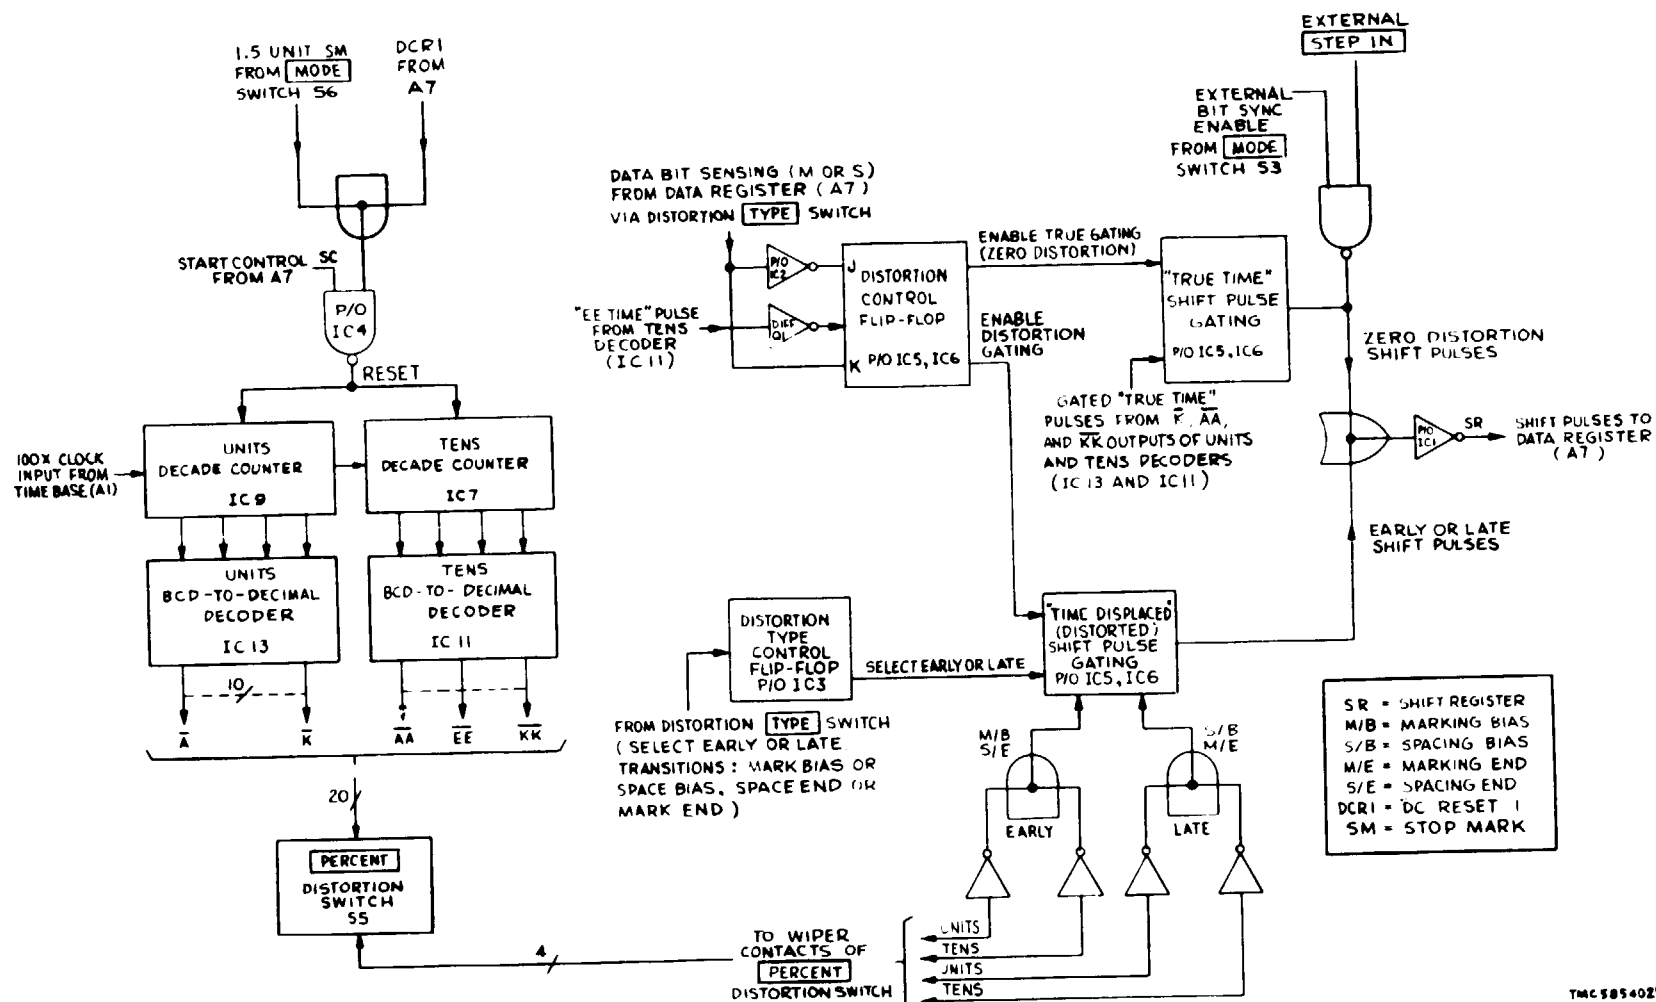 1.5 UNIT SM
FROM MODE
SWITCH S6
DCR1
FROM
A7
START CONTROL SC
FROM A7
P/O
IC4
RESET
100X CLOCK
INPUT FROM
TIME BASE (A1)
UNITS
DECADE COUNTER
IC9
TENS
DECADE COUNTER
IC7
UNITS
BCD-TO-DECIMAL
DECODER
IC13
TENS
BCD-TO-DECIMAL
DECODER
IC11
10
A̅
K̅
A̅A̅
E̅E̅
K̅K̅
20
PERCENT
DISTORTION
SWITCH
S5
4
DATA BIT SENSING (M OR S)
FROM DATA REGISTER (A7)
VIA DISTORTION TYPE SWITCH
"EE TIME" PULSE
FROM TENS
DECODER
(IC11)
P/O
IC2
DIFF
Q1
J
K
DISTORTION
CONTROL
FLIP-FLOP
P/O IC5, IC6
ENABLE TRUE GATING
(ZERO DISTORTION)
ENABLE
DISTORTION
GATING
EXTERNAL
STEP IN
EXTERNAL
BIT SYNC
ENABLE
FROM MODE
SWITCH S3
"TRUE TIME"
SHIFT PULSE
GATING
P/O IC5, IC6
GATED "TRUE TIME"
PULSES FROM K̅, A̅A̅,
AND K̅K̅ OUTPUTS OF UNITS
AND TENS DECODERS
(IC13 AND IC11)
ZERO DISTORTION
SHIFT PULSES
P/O
IC1
SR
SHIFT PULSES TO
DATA REGISTER
(A7)
EARLY OR LATE
SHIFT PULSES
DISTORTION
TYPE
CONTROL
FLIP-FLOP
P/O IC3
SELECT EARLY OR LATE
"TIME DISPLACED"
(DISTORTED)
SHIFT PULSE
GATING
P/O IC5, IC6
FROM DISTORTION TYPE SWITCH
(SELECT EARLY OR LATE
TRANSITIONS: MARK BIAS OR
SPACE BIAS, SPACE END OR
MARK END)
M/B
S/E
S/B
M/E
EARLY
LATE
TO WIPER
CONTACTS OF
PERCENT
DISTORTION SWITCH
UNITS
TENS
UNITS
TENS
SR = SHIFT REGISTER
M/B = MARKING BIAS
S/B = SPACING BIAS
M/E = MARKING END
S/E = SPACING END
DCR1 = DC RESET 1
SM = STOP MARK